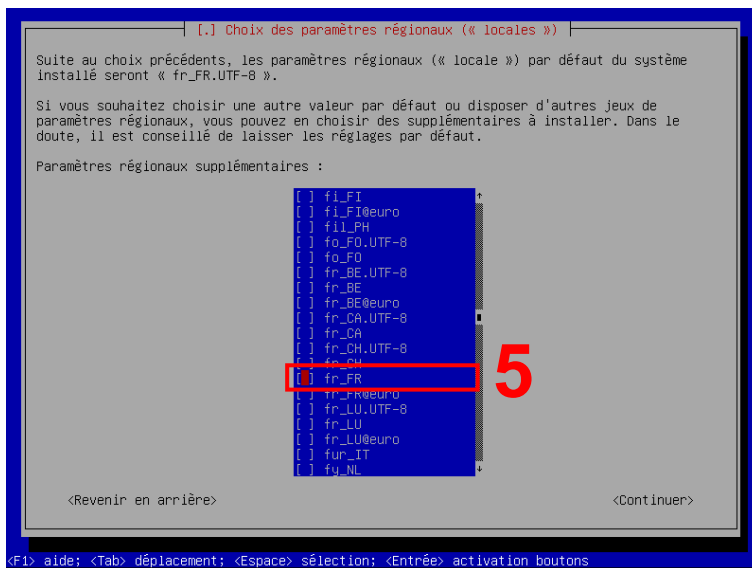 [.] Choix des paramètres régionaux (« locales »)
Suite au choix précédents, les paramètres régionaux (« locale ») par défaut du système
installé seront « fr_FR.UTF-8 ».
Si vous souhaitez choisir une autre valeur par défaut ou disposer d'autres jeux de
paramètres régionaux, vous pouvez en choisir des supplémentaires à installer. Dans le
doute, il est conseillé de laisser les réglages par défaut.
Paramètres régionaux supplémentaires :
[ ] fi_FI
[ ] fi_FI@euro
[ ] fil_PH
[ ] fo_FO.UTF-8
[ ] fo_FO
[ ] fr_BE.UTF-8
[ ] fr_BE
[ ] fr_BE@euro
[ ] fr_CA.UTF-8
[ ] fr_CA
[ ] fr_CH.UTF-8
[ ] fr_CH
[ ] fr_FR
5
[ ] fr_FR@euro
[ ] fr_LU.UTF-8
[ ] fr_LU
[ ] fr_LU@euro
[ ] fur_IT
[ ] fy_NL
<Revenir en arrière> <Continuer>
<F1> aide; <Tab> déplacement; <Espace> sélection; <Entrée> activation boutons